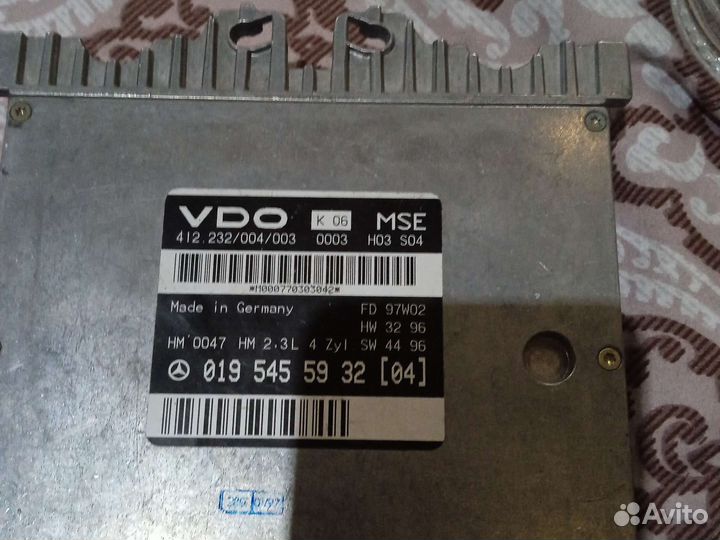 VDO K 06 MSE
412.232/004/003 0003 H03 S04
*M000770303042*
Made in Germany FD 97W02
HW 32 96
HM 0047 HM 2.3L 4 Zyl SW 44 96
019 545 59 32 [04]
Avito